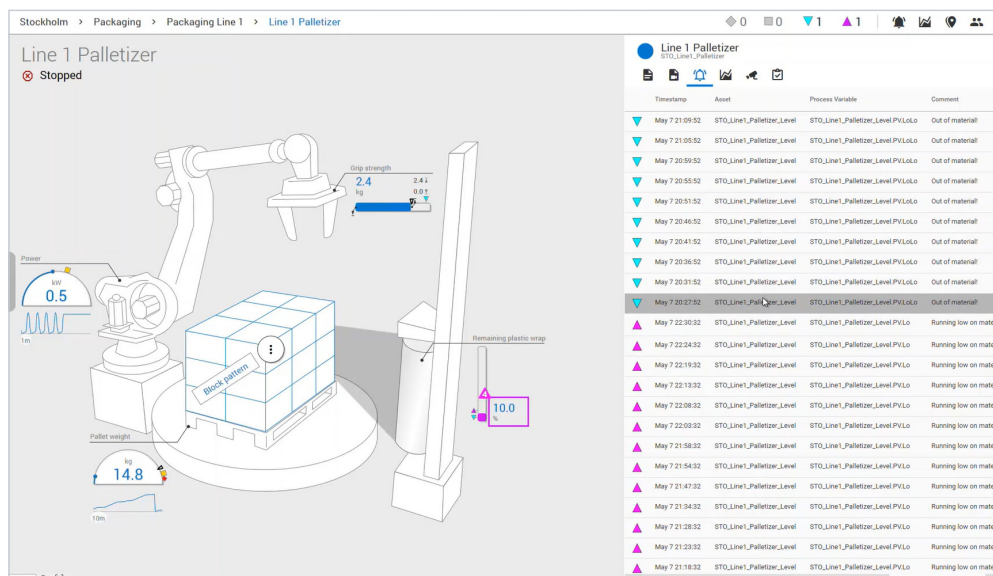 Stockholm > Packaging > Packaging Line 1 > Line 1 Palletizer
0 0 1 1
Line 1 Palletizer
Stopped
Grip strength
2.4
kg
2.4
0.0
Power
kW
0.5
1m
Block pattern
Remaining plastic wrap
10.0
%
Pallet weight
kg
14.8
10m
Line 1 Palletizer
STO_Line1_Palletizer
Timestamp Asset Process Variable Comment
May 7 21:09:52 STO_Line1_Palletizer_Level STO_Line1_Palletizer_Level.PV.LoLo Out of material!
May 7 21:05:52 STO_Line1_Palletizer_Level STO_Line1_Palletizer_Level.PV.LoLo Out of material!
May 7 20:59:52 STO_Line1_Palletizer_Level STO_Line1_Palletizer_Level.PV.LoLo Out of material!
May 7 20:55:52 STO_Line1_Palletizer_Level STO_Line1_Palletizer_Level.PV.LoLo Out of material!
May 7 20:51:52 STO_Line1_Palletizer_Level STO_Line1_Palletizer_Level.PV.LoLo Out of material!
May 7 20:46:52 STO_Line1_Palletizer_Level STO_Line1_Palletizer_Level.PV.LoLo Out of material!
May 7 20:41:52 STO_Line1_Palletizer_Level STO_Line1_Palletizer_Level.PV.LoLo Out of material!
May 7 20:36:52 STO_Line1_Palletizer_Level STO_Line1_Palletizer_Level.PV.LoLo Out of material!
May 7 20:31:52 STO_Line1_Palletizer_Level STO_Line1_Palletizer_Level.PV.LoLo Out of material!
May 7 20:27:52 STO_Line1_Palletizer_Level STO_Line1_Palletizer_Level.PV.LoLo Out of material!
May 7 22:30:32 STO_Line1_Palletizer_Level STO_Line1_Palletizer_Level.PV.Lo Running low on mate
May 7 22:24:32 STO_Line1_Palletizer_Level STO_Line1_Palletizer_Level.PV.Lo Running low on mate
May 7 22:19:32 STO_Line1_Palletizer_Level STO_Line1_Palletizer_Level.PV.Lo Running low on mate
May 7 22:13:32 STO_Line1_Palletizer_Level STO_Line1_Palletizer_Level.PV.Lo Running low on mate
May 7 22:08:32 STO_Line1_Palletizer_Level STO_Line1_Palletizer_Level.PV.Lo Running low on mate
May 7 22:03:32 STO_Line1_Palletizer_Level STO_Line1_Palletizer_Level.PV.Lo Running low on mate
May 7 21:58:32 STO_Line1_Palletizer_Level STO_Line1_Palletizer_Level.PV.Lo Running low on mate
May 7 21:54:32 STO_Line1_Palletizer_Level STO_Line1_Palletizer_Level.PV.Lo Running low on mate
May 7 21:47:32 STO_Line1_Palletizer_Level STO_Line1_Palletizer_Level.PV.Lo Running low on mate
May 7 21:34:32 STO_Line1_Palletizer_Level STO_Line1_Palletizer_Level.PV.Lo Running low on mate
May 7 21:28:32 STO_Line1_Palletizer_Level STO_Line1_Palletizer_Level.PV.Lo Running low on mate
May 7 21:23:32 STO_Line1_Palletizer_Level STO_Line1_Palletizer_Level.PV.Lo Running low on mate
May 7 21:18:32 STO_Line1_Palletizer_Level STO_Line1_Palletizer_Level.PV.Lo Running low on mate